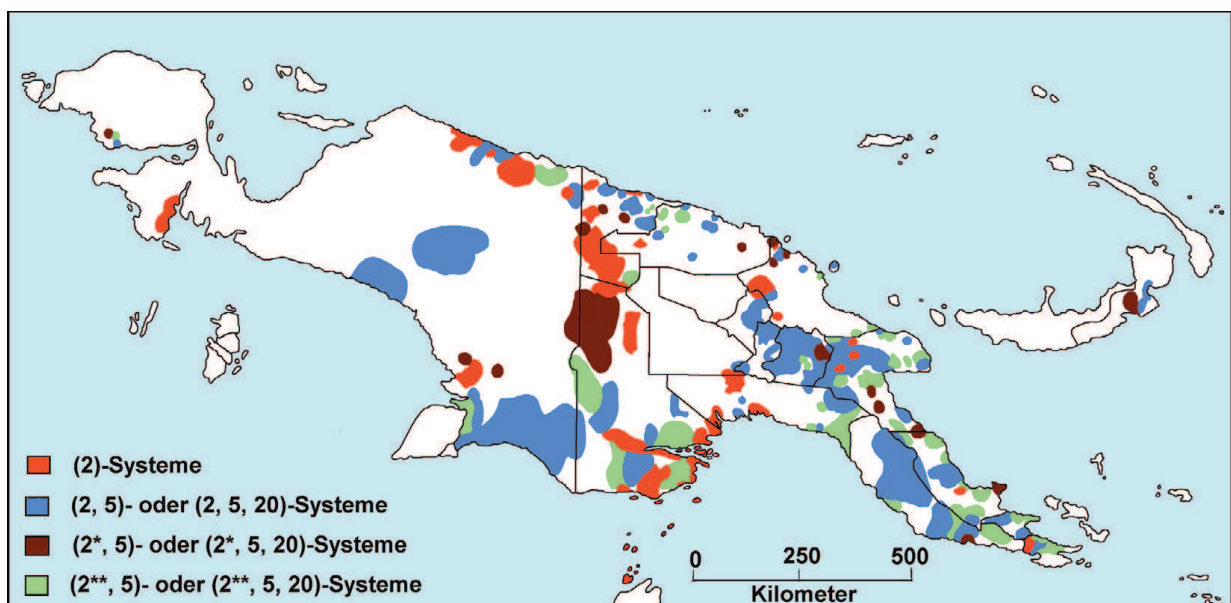 (2)-Systeme
(2, 5)- oder (2, 5, 20)-Systeme
(2*, 5)- oder (2*, 5, 20)-Systeme
(2**, 5)- oder (2**, 5, 20)-Systeme
0 250 500
Kilometer